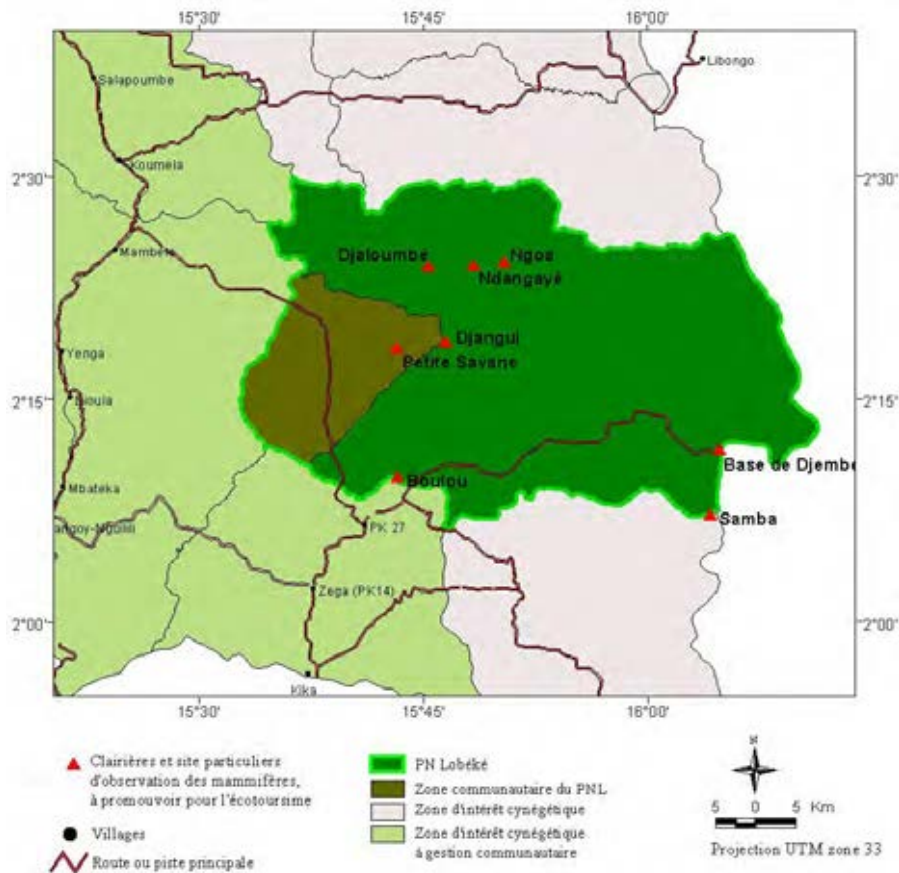 15°30' 15°45' 16°00'
Libongo
Salapoumbe
Koumela
2°30' 2°30'
Mambele
Djaloumbé Ngoa
Ndangayé
Djangui
Yenga Petite Savane
2°15' 2°15'
Dioula
Base de Djembe
Mbateka Boulou
Samba
PK 27
Zega (PK14)
2°00' 2°00'
Kika
15°30' 15°45' 16°00'
Clairières et site particuliers
d'observation des mammifères,
à promouvoir pour l'écotoursime
Villages
Route ou piste principale
PN Lobéké
Zone communautaire du PNL
Zone d'intérêt cynégétique
Zone d'intérêt cynégétique
à gestion communautaire
N
5 0 5 Km
Projection UTM zone 33